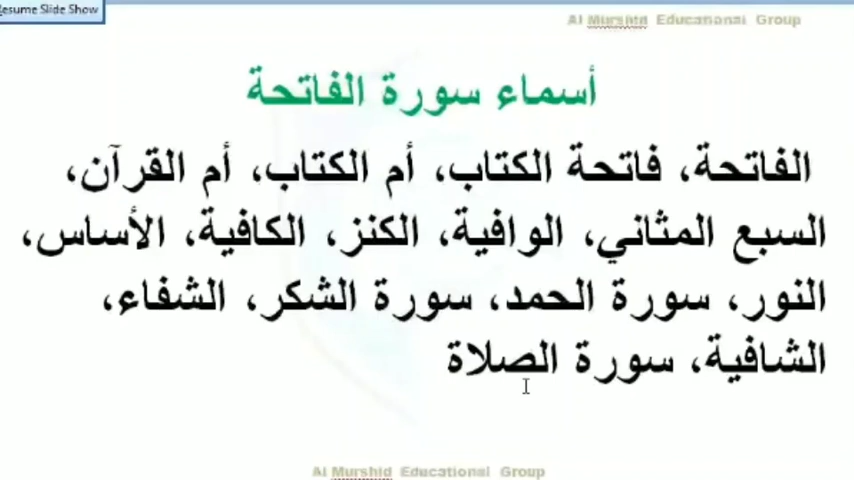 Resume Slide Show
Al Murshid Educational Group
أسماء سورة الفاتحة
الفاتحة، فاتحة الكتاب، أم الكتاب، أم القرآن،
السبع المثاني، الوافية، الكنز، الكافية، الأساس،
النور، سورة الحمد، سورة الشكر، الشفاء،
الشافية، سورة الصلاة
Al Murshid Educational Group